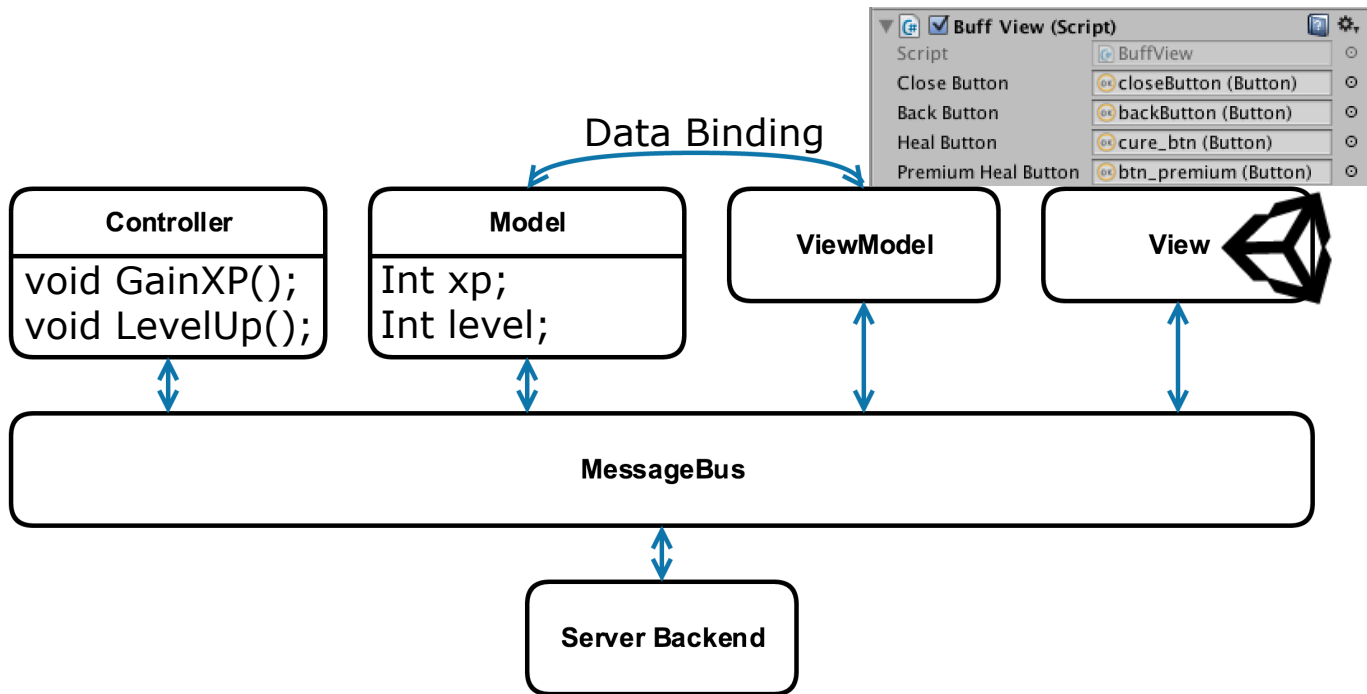 Buff View (Script)
Script BuffView
Close Button closeButton (Button)
Back Button backButton (Button)
Heal Button cure_btn (Button)
Premium Heal Button btn_premium (Button)
Data Binding
Controller
void GainXP();
void LevelUp();
Model
Int xp;
Int level;
ViewModel
View
MessageBus
Server Backend